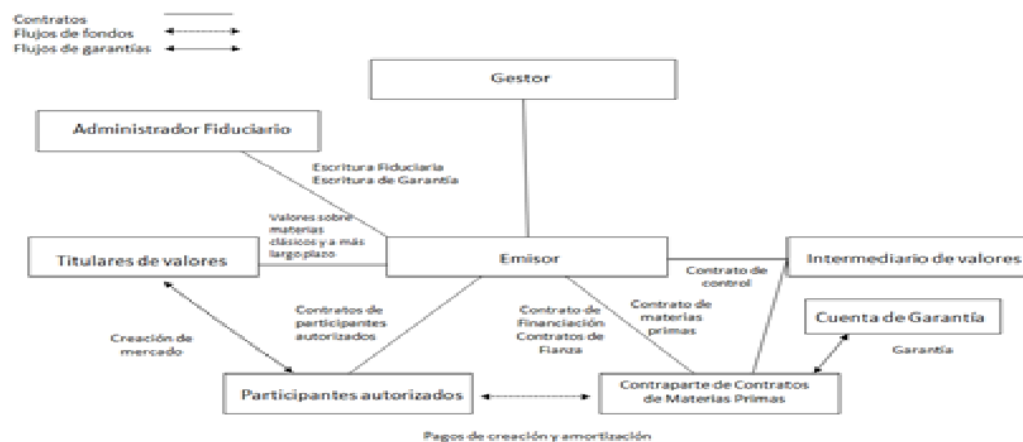 Contratos
Flujos de fondos
Flujos de garantías
Gestor
Administrador Fiduciario
Escritura Fiduciaria
Escritura de Garantía
Valores sobre
materias
clásicos y a más
largo plazo
Titulares de valores
Emisor
Intermediario de valores
Contrato de
control
Contratos de
participantes
autorizados
Contrato de
Financiación
Contratos de
Fianza
Contrato de
materias
primas
Cuenta de Garantía
Garantía
Creación de
mercado
Participantes autorizados
Contraparte de Contratos
de Materias Primas
Pagos de creación y amortización